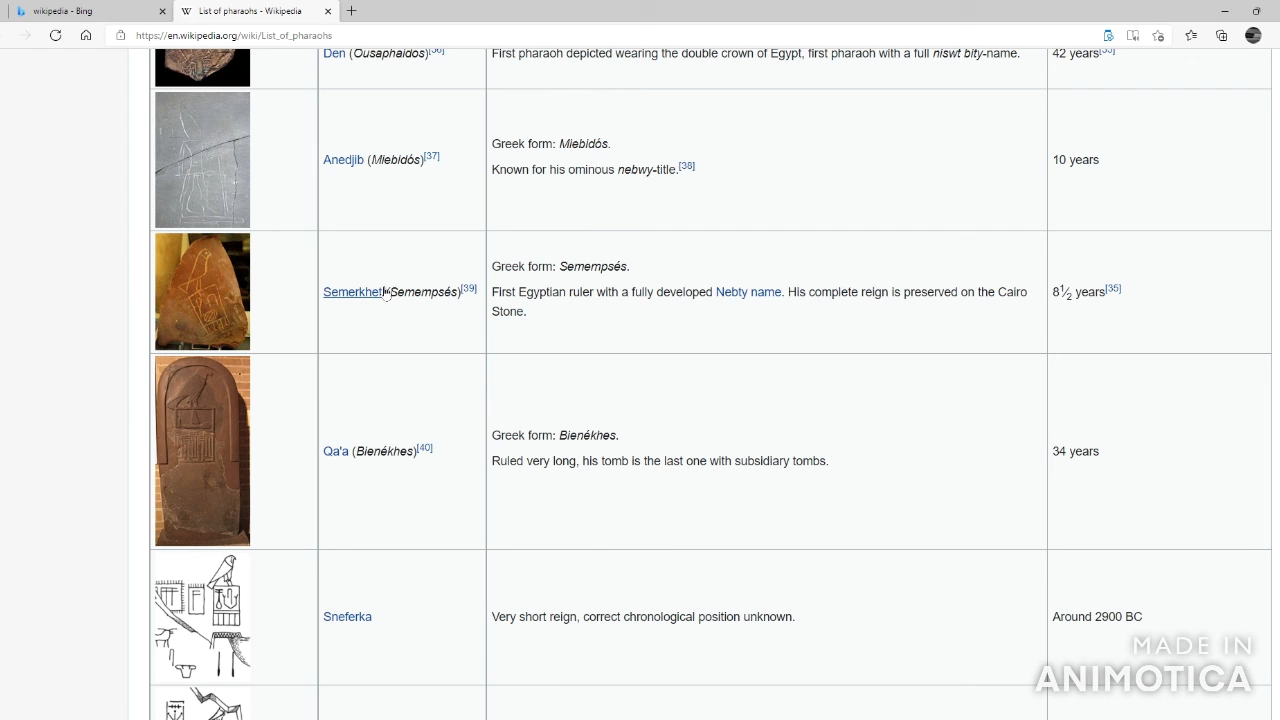 wikipedia - Bing
List of pharaohs - Wikipedia
https://en.wikipedia.org/wiki/List_of_pharaohs
Den (Ousaphaidos)[36] First pharaoh depicted wearing the double crown of Egypt, first pharaoh with a full niswt bity-name. 42 years[35]
Anedjib (Miebidós)[37]
Greek form: Miebidós.
Known for his ominous nebwy-title.[38]
10 years
Semerkhet (Semempsés)[39]
Greek form: Semempsés.
First Egyptian ruler with a fully developed Nebty name. His complete reign is preserved on the Cairo
Stone.
8 1/2 years[35]
Qa'a (Bienékhes)[40]
Greek form: Bienékhes.
Ruled very long, his tomb is the last one with subsidiary tombs.
34 years
Sneferka
Very short reign, correct chronological position unknown.
Around 2900 BC
MADE IN
ANIMOTICA